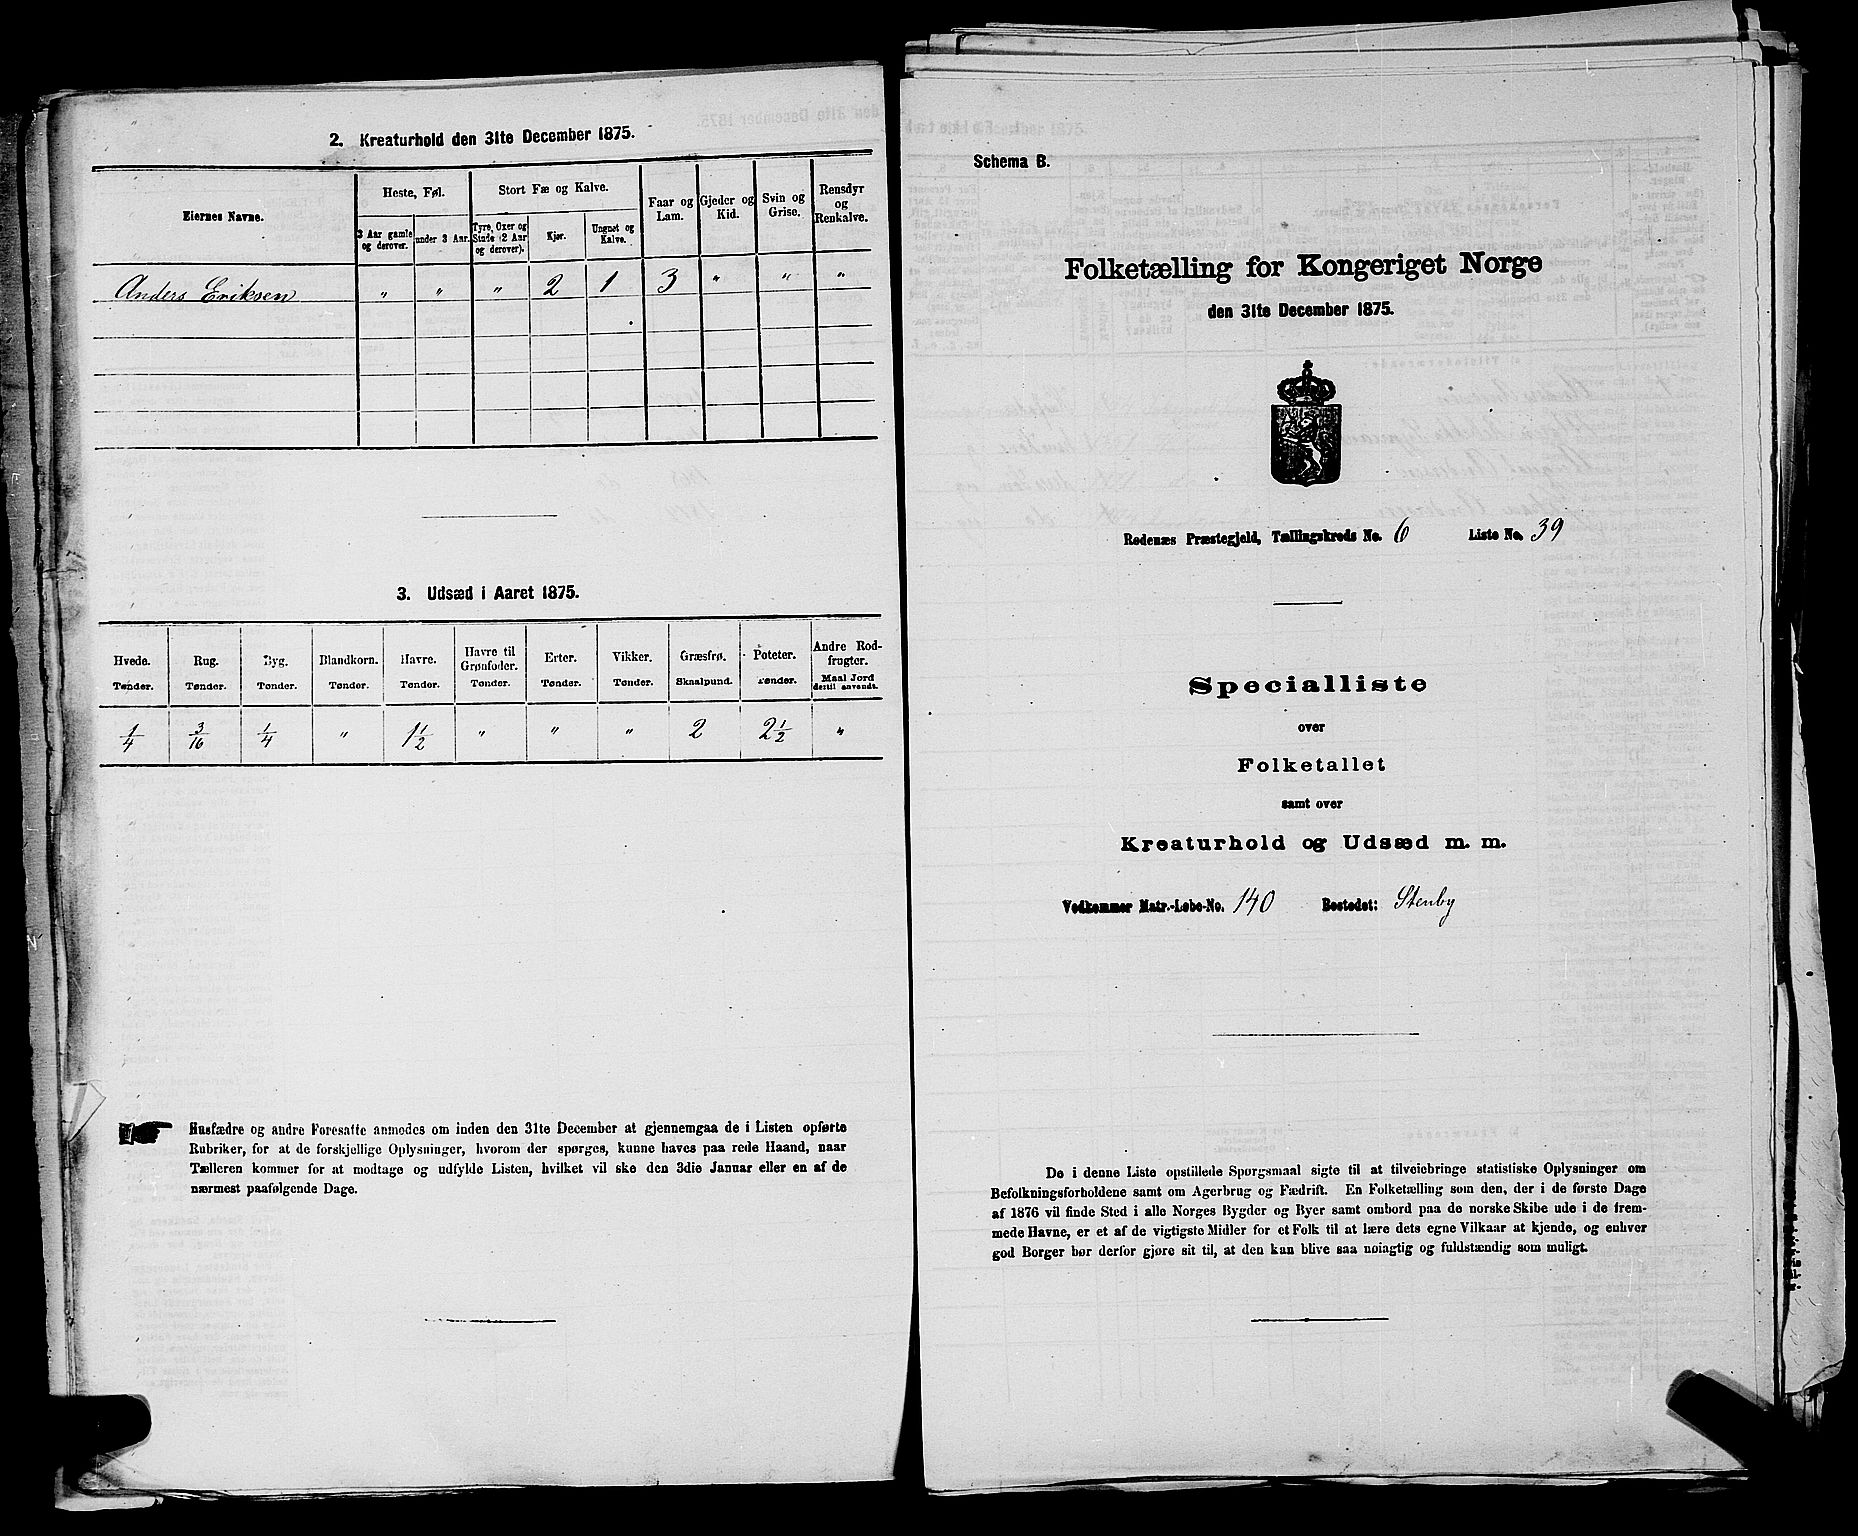 2. Kreaturhold den 31te December 1875.
Eiernes Navne.
Heste, Føl.
Stort Fæ og Kalve.
Faar og Lam.
Gjeder og Kid.
Svin og Grise.
Rensdyr og Renkalve.
3 Aar gamle og derover.
under 3 Aar.
Tyre, Oxer og Stude (2 Aar og derover).
Kjør.
Ungnøt og Kalve.
Anders Eriksen " " " 2 1 3 " " "
3. Udsæd i Aaret 1875.
Hvede. Rug. Byg. Blandkorn. Havre. Havre til Grønfoder. Erter. Vikker. Græsfrø. Poteter. Andre Rodfrugter.
Tønder. Tønder. Tønder. Tønder. Tønder. Tønder. Tønder. Tønder. Skaalpund. Tønder. Maal Jord dertil anvendt.
1/4 3/16 1/4 " 1 1/2 " " " 2 2 1/2 "
Husfædre og andre Foresatte anmodes om inden den 31te December at gjennemgaa de i Listen opførte
Rubriker, for at de forskjellige Oplysninger, hvorom der spørges, kunne haves paa rede Haand, naar
Tælleren kommer for at modtage og udfylde Listen, hvilket vil ske den 3die Januar eller en af de
nærmest paafølgende Dage.
Schema B.
Folketælling for Kongeriget Norge
den 31te December 1875.
Rødenæs Præstegjeld, Tællingskreds No. 6 Liste No. 39
Specialliste
over
Folketallet
samt over
Kreaturhold og Udsæd m. m.
Vedkommer Matr.-Løbe-No. 140 Bostedet: Stenby
De i denne Liste opstillede Spørgsmaal sigte til at tilveiebringe statistiske Oplysninger om
Befolkningsforholdene samt om Agerbrug og Fædrift. En Folketælling som den, der i de første Dage
af 1876 vil finde Sted i alle Norges Bygder og Byer samt ombord paa de norske Skibe ude i de frem-
mede Havne, er et af de vigtigste Midler for et Folk til at lære dets egne Vilkaar at kjende, og enhver
god Borger bør derfor gjøre sit til, at den kan blive saa nøiagtig og fuldstændig som muligt.